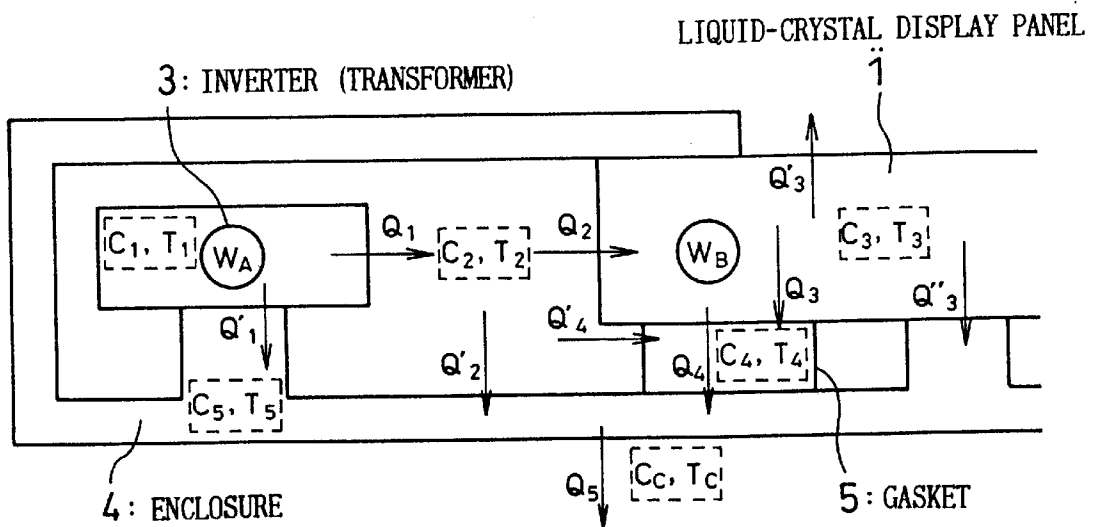 LIQUID-CRYSTAL DISPLAY PANEL
1
3: INVERTER (TRANSFORMER)
Q'3
C1, T1
WA
Q1
C2, T2
Q2
WB
C3, T3
Q3
Q''3
Q'1
Q'4
Q'2
Q4
C4, T4
C5, T5
Q5
CC, TC
4: ENCLOSURE
5: GASKET